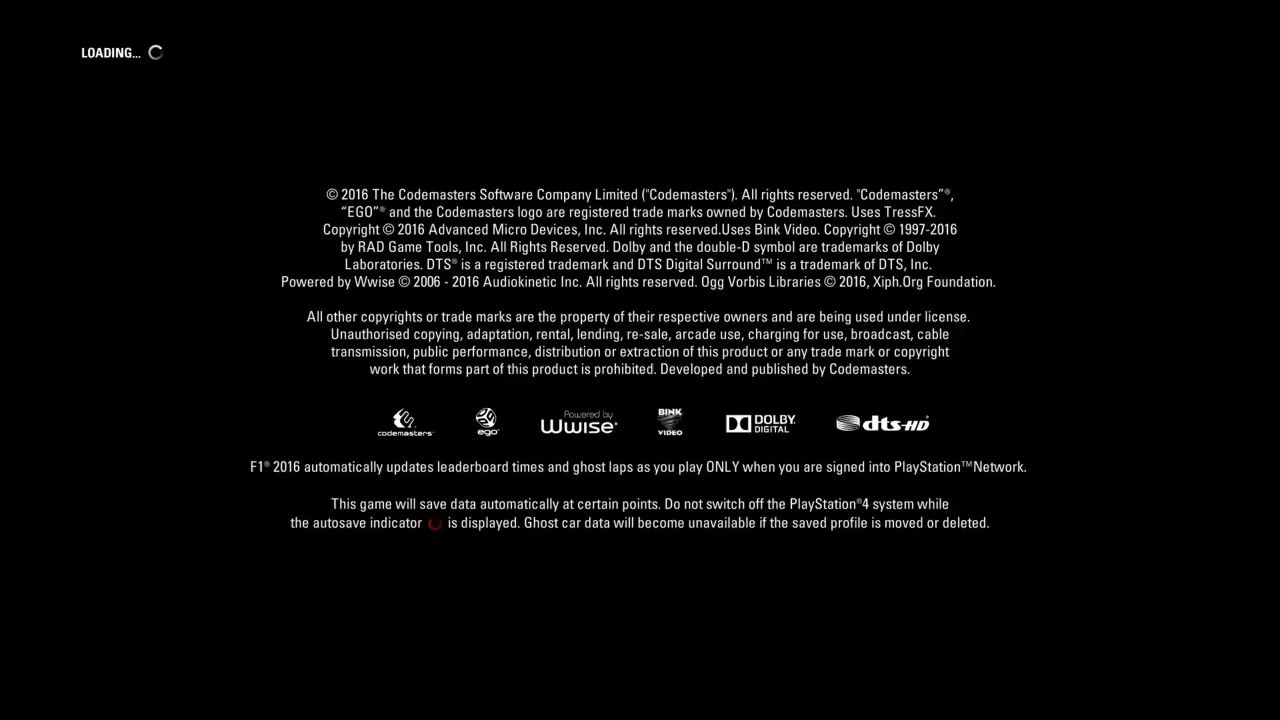 LOADING...
© 2016 The Codemasters Software Company Limited ("Codemasters"). All rights reserved. "Codemasters”®,
“EGO”® and the Codemasters logo are registered trade marks owned by Codemasters. Uses TressFX.
Copyright © 2016 Advanced Micro Devices, Inc. All rights reserved.Uses Bink Video. Copyright © 1997-2016
by RAD Game Tools, Inc. All Rights Reserved. Dolby and the double-D symbol are trademarks of Dolby
Laboratories. DTS® is a registered trademark and DTS Digital Surround™ is a trademark of DTS, Inc.
Powered by Wwise © 2006 - 2016 Audiokinetic Inc. All rights reserved. Ogg Vorbis Libraries © 2016, Xiph.Org Foundation.
All other copyrights or trade marks are the property of their respective owners and are being used under license.
Unauthorised copying, adaptation, rental, lending, re-sale, arcade use, charging for use, broadcast, cable
transmission, public performance, distribution or extraction of this product or any trade mark or copyright
work that forms part of this product is prohibited. Developed and published by Codemasters.
codemasters™
ego™
Powered by
Wwise®
BINK
VIDEO
DOLBY
DIGITAL
dts-HD®
F1® 2016 automatically updates leaderboard times and ghost laps as you play ONLY when you are signed into PlayStation™Network.
This game will save data automatically at certain points. Do not switch off the PlayStation®4 system while
the autosave indicator is displayed. Ghost car data will become unavailable if the saved profile is moved or deleted.